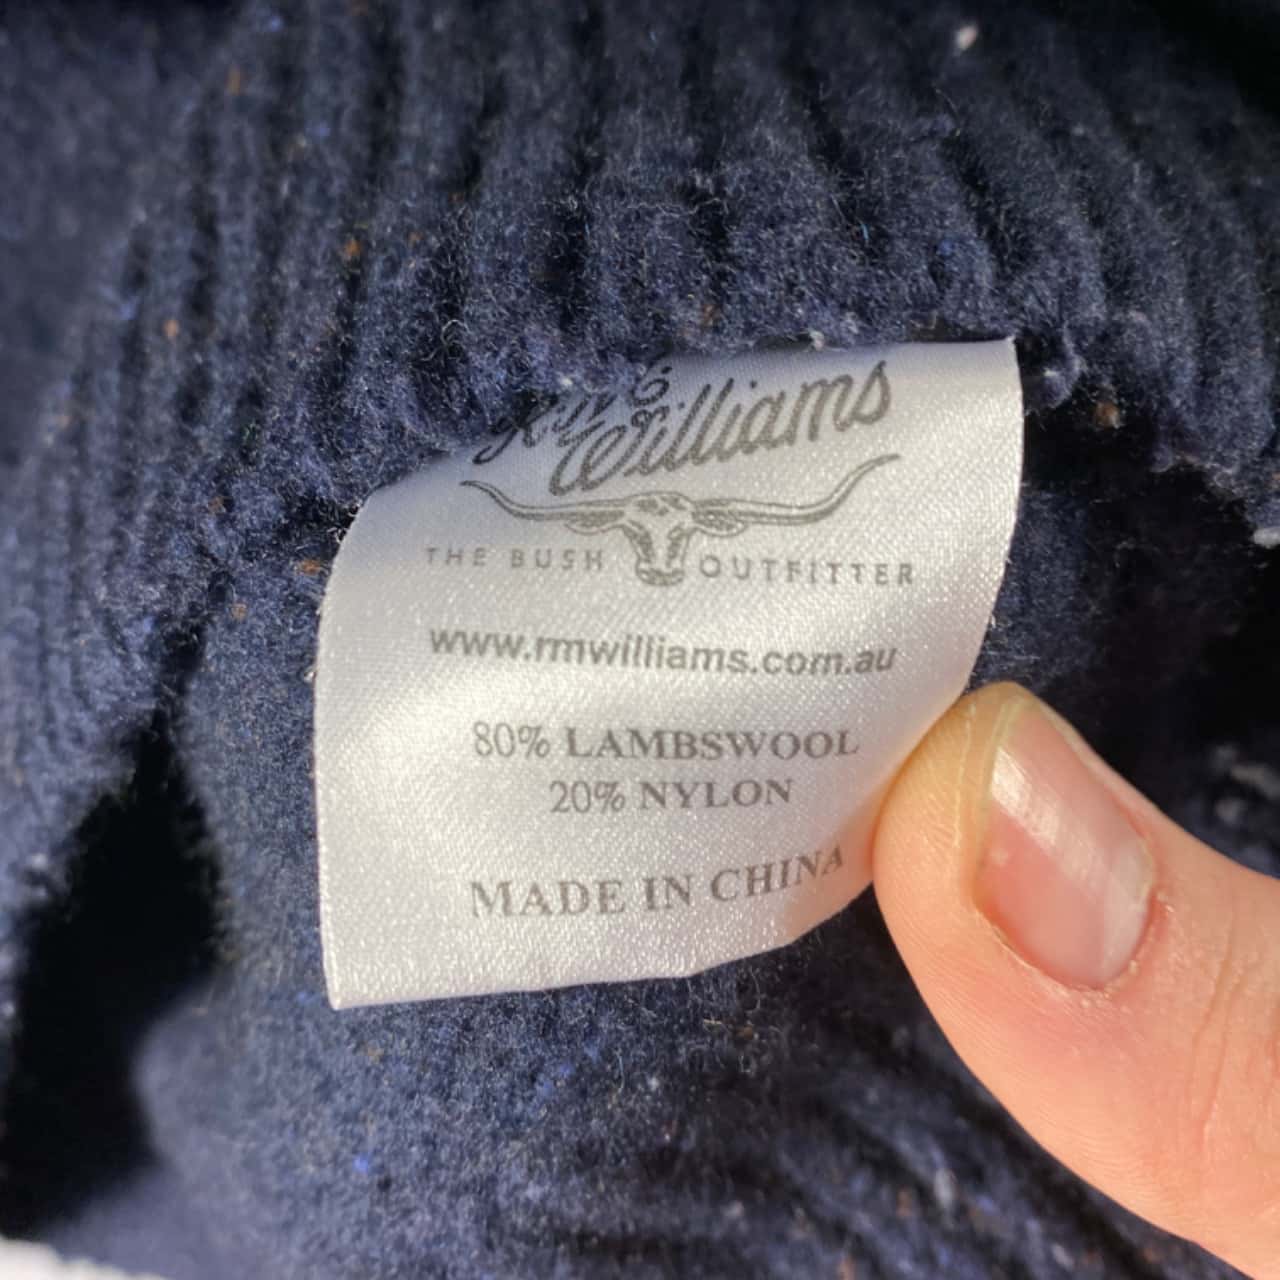 R.M. Williams
THE BUSH OUTFITTER
www.rmwilliams.com.au
80% LAMBSWOOL
20% NYLON
MADE IN CHINA